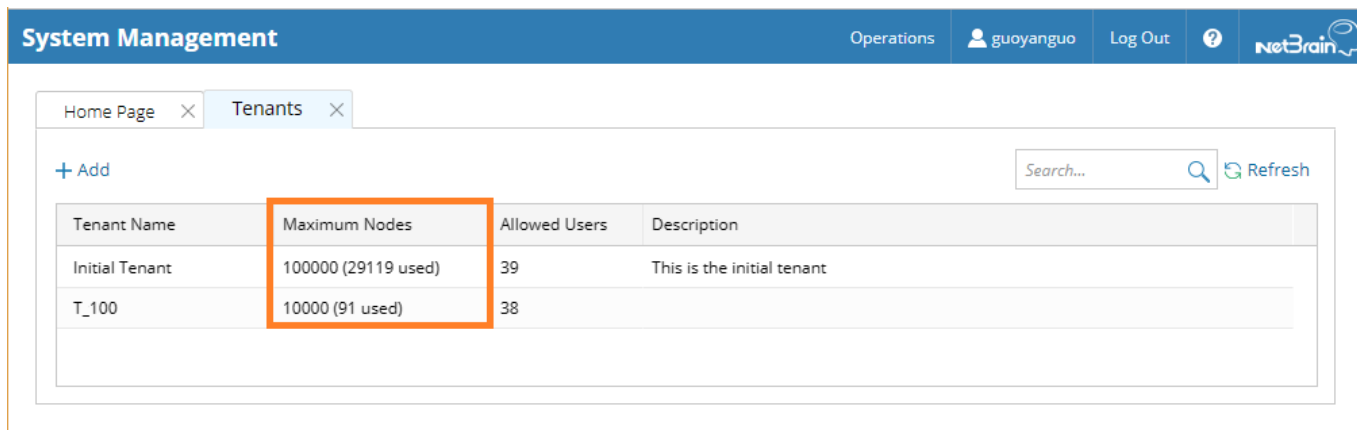 System Management Operations guoyanguo Log Out ? NetBrain
Home Page Tenants
+ Add Search... Refresh
Tenant Name Maximum Nodes Allowed Users Description
Initial Tenant 100000 (29119 used) 39 This is the initial tenant
T_100 10000 (91 used) 38